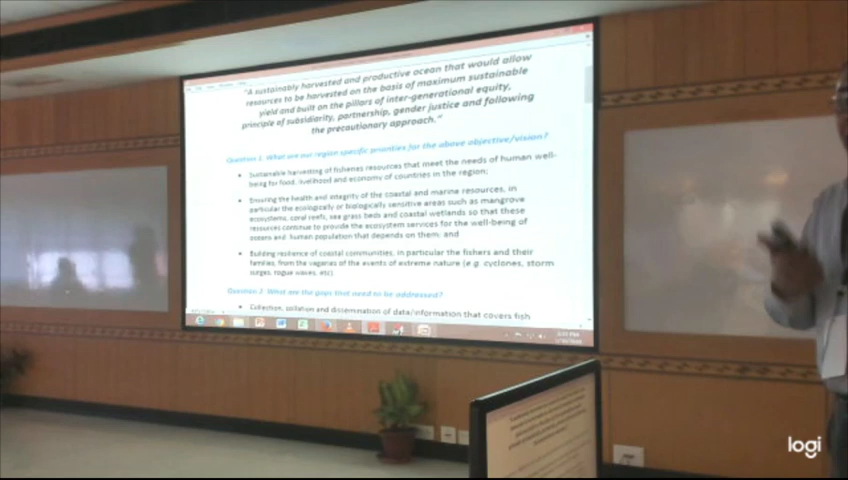 "A sustainably harvested and productive ocean that would allow
resources to be harvested on the basis of maximum sustainable
yield and built on the pillars of inter-generational equity,
principle of subsidiarity, partnership, gender justice and following
the precautionary approach."
Question 1: What are our region specific priorities for the above objective/vision?
• Sustainable harvesting of fisheries resources that meet the needs of human well-
being for food, livelihood and economy of countries in the region;
• Ensuring the health and integrity of the coastal and marine resources, in
particular the ecologically or biologically sensitive areas such as mangrove
ecosystems, coral reefs, sea grass beds and coastal wetlands so that these
resources continue to provide the ecosystem services for the well-being of
oceans and human population that depends on them; and
• Building resilience of coastal communities, in particular the fishers and their
families, from the vagaries of the events of extreme nature (e.g. cyclones, storm
surges, rogue waves, etc).
Question 2: What are the gaps that need to be addressed?
• Collection, collation and dissemination of data/information that covers fish
logi